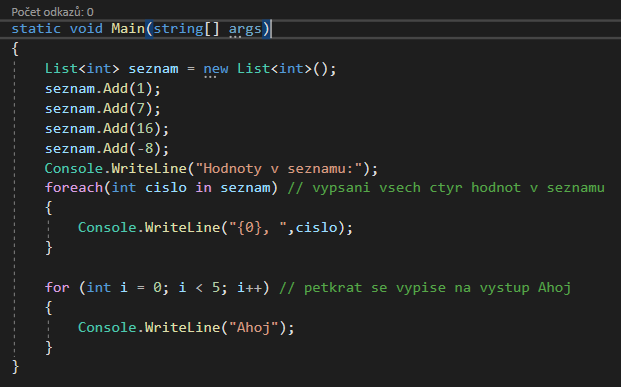 Počet odkazů: 0
static void Main(string[] args)
{
List<int> seznam = new List<int>();
seznam.Add(1);
seznam.Add(7);
seznam.Add(16);
seznam.Add(-8);
Console.WriteLine("Hodnoty v seznamu:");
foreach(int cislo in seznam) // vypsani vsech ctyr hodnot v seznamu
{
Console.WriteLine("{0}, ",cislo);
}
for (int i = 0; i < 5; i++) // petkrat se vypise na vystup Ahoj
{
Console.WriteLine("Ahoj");
}
}